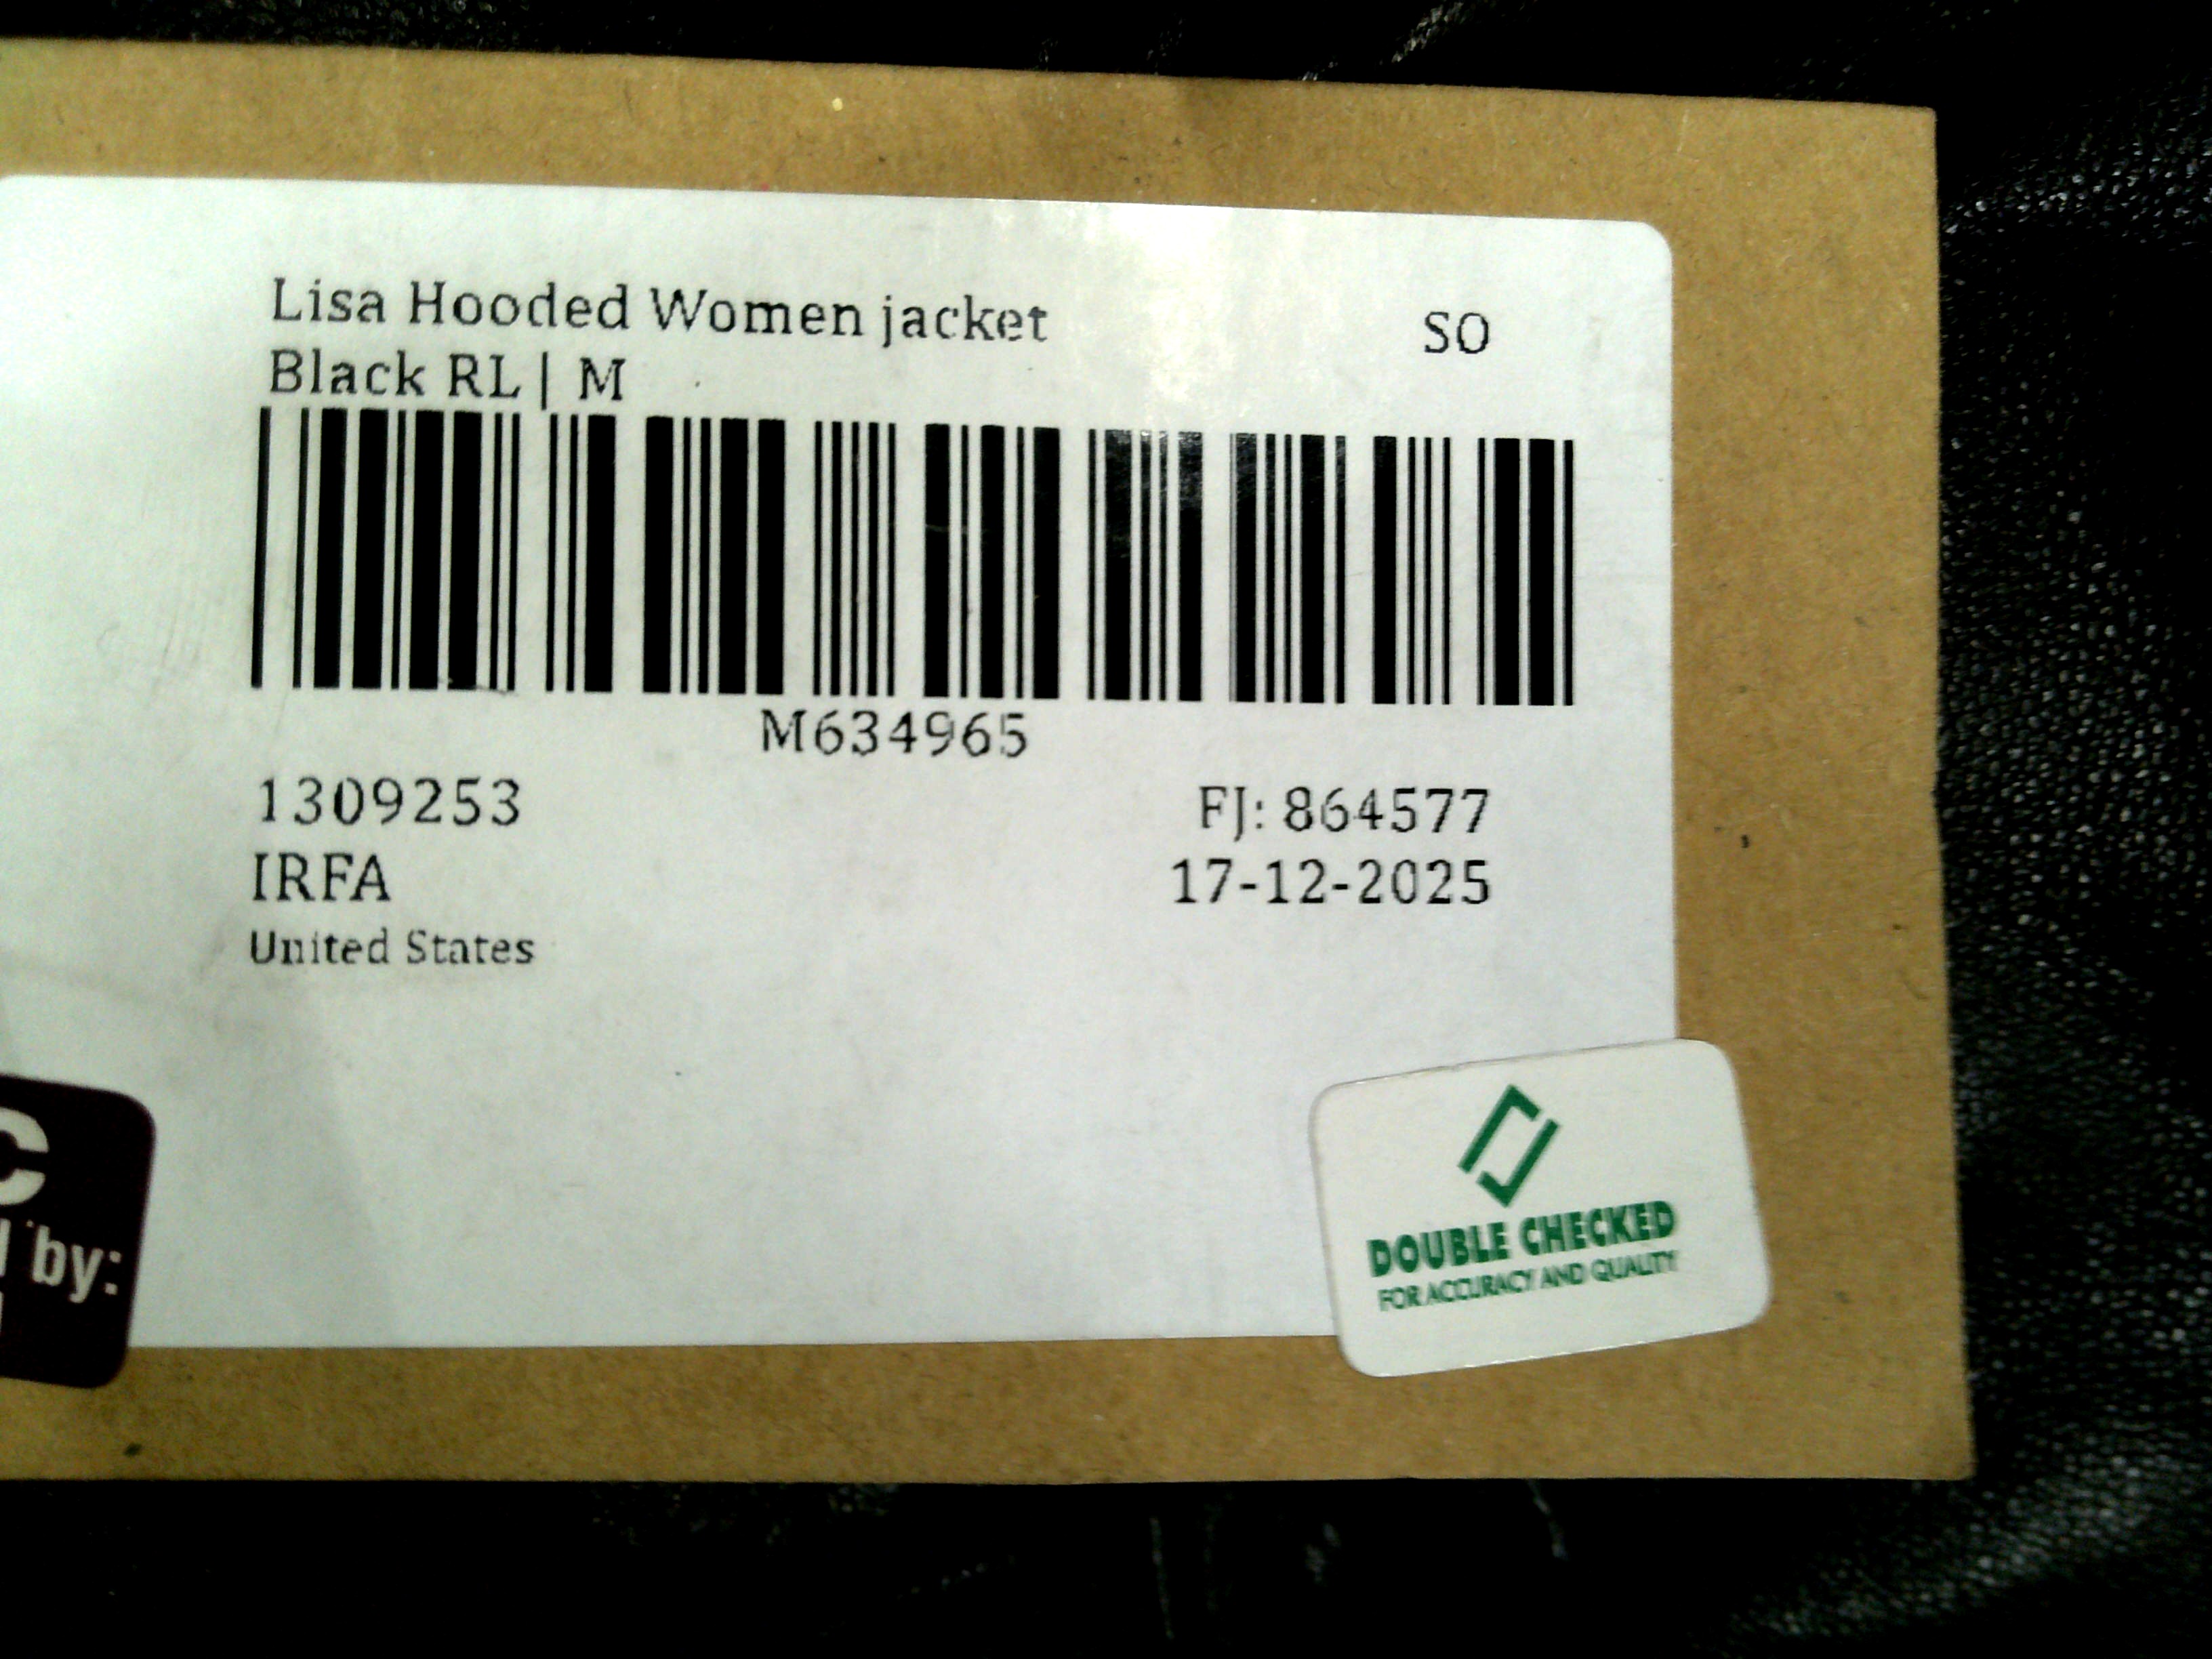 Lisa Hooded Women jacket
SO
Black RL | M
M634965
1309253
FJ: 864577
IRFA
17-12-2025
United States
C
by:
DOUBLE CHECKED
FOR ACCURACY AND QUALITY